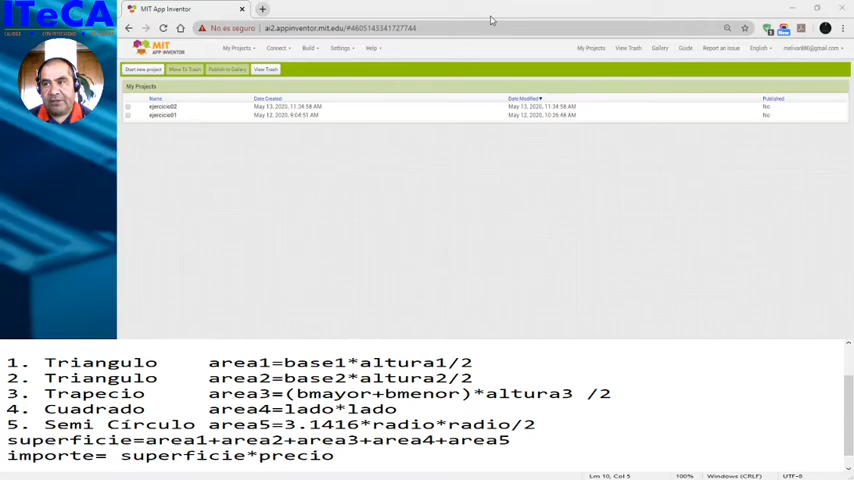 ITeCA
MIT App Inventor
No es seguro | ai2.appinventor.mit.edu/#4605143341727744
MIT
APP INVENTOR
My Projects Connect Build Settings Help My Projects View Trash Gallery Guide Report an Issue English
Start new project Move To Trash Publish to Gallery View Trash
My Projects
Name Date Created Date Modified▼ Published
ejercicio02 May 13, 2020, 11:34:58 AM May 13, 2020, 11:34:58 AM No
ejercicio01 May 12, 2020, 9:04:51 AM May 12, 2020, 10:26:48 AM No
1. Triangulo area1=base1*altura1/2
2. Triangulo area2=base2*altura2/2
3. Trapecio area3=(bmayor+bmenor)*altura3 /2
4. Cuadrado area4=lado*lado
5. Semi Círculo area5=3.1416*radio*radio/2
superficie=area1+area2+area3+area4+area5
importe= superficie*precio
Ln 10, Col 5 100% Windows (CRLF) UTF-8